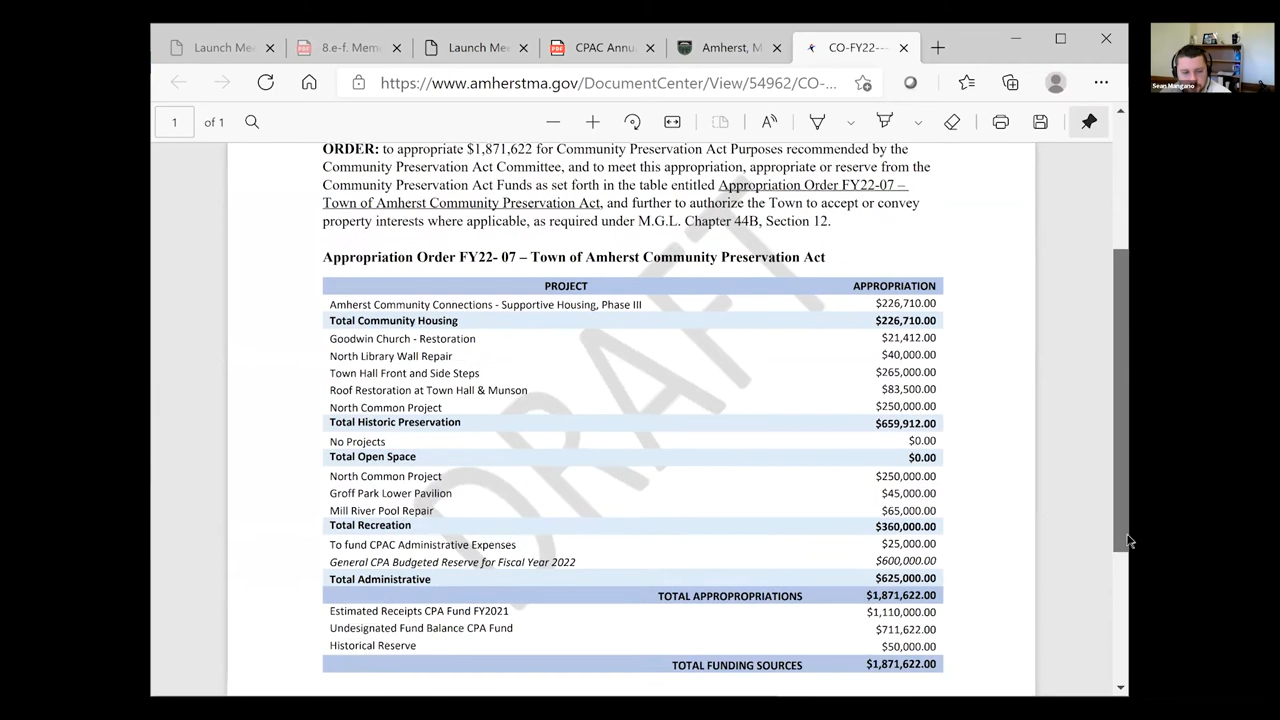 Launch Me
8.e-f. Mem
Launch Me
CPAC Annu
Amherst, M
CO-FY22--
https://www.amherstma.gov/DocumentCenter/View/54962/CO-...
Sean Mangano
1 of 1
ORDER: to appropriate $1,871,622 for Community Preservation Act Purposes recommended by the
Community Preservation Act Committee, and to meet this appropriation, appropriate or reserve from the
Community Preservation Act Funds as set forth in the table entitled Appropriation Order FY22-07 –
Town of Amherst Community Preservation Act, and further to authorize the Town to accept or convey
property interests where applicable, as required under M.G.L. Chapter 44B, Section 12.
Appropriation Order FY22- 07 – Town of Amherst Community Preservation Act
PROJECT APPROPRIATION
Amherst Community Connections - Supportive Housing, Phase III $226,710.00
Total Community Housing $226,710.00
Goodwin Church - Restoration $21,412.00
North Library Wall Repair $40,000.00
Town Hall Front and Side Steps $265,000.00
Roof Restoration at Town Hall & Munson $83,500.00
North Common Project $250,000.00
Total Historic Preservation $659,912.00
No Projects $0.00
Total Open Space $0.00
North Common Project $250,000.00
Groff Park Lower Pavilion $45,000.00
Mill River Pool Repair $65,000.00
Total Recreation $360,000.00
To fund CPAC Administrative Expenses $25,000.00
General CPA Budgeted Reserve for Fiscal Year 2022 $600,000.00
Total Administrative $625,000.00
TOTAL APPROPROPRIATIONS $1,871,622.00
Estimated Receipts CPA Fund FY2021 $1,110,000.00
Undesignated Fund Balance CPA Fund $711,622.00
Historical Reserve $50,000.00
TOTAL FUNDING SOURCES $1,871,622.00
DRAFT